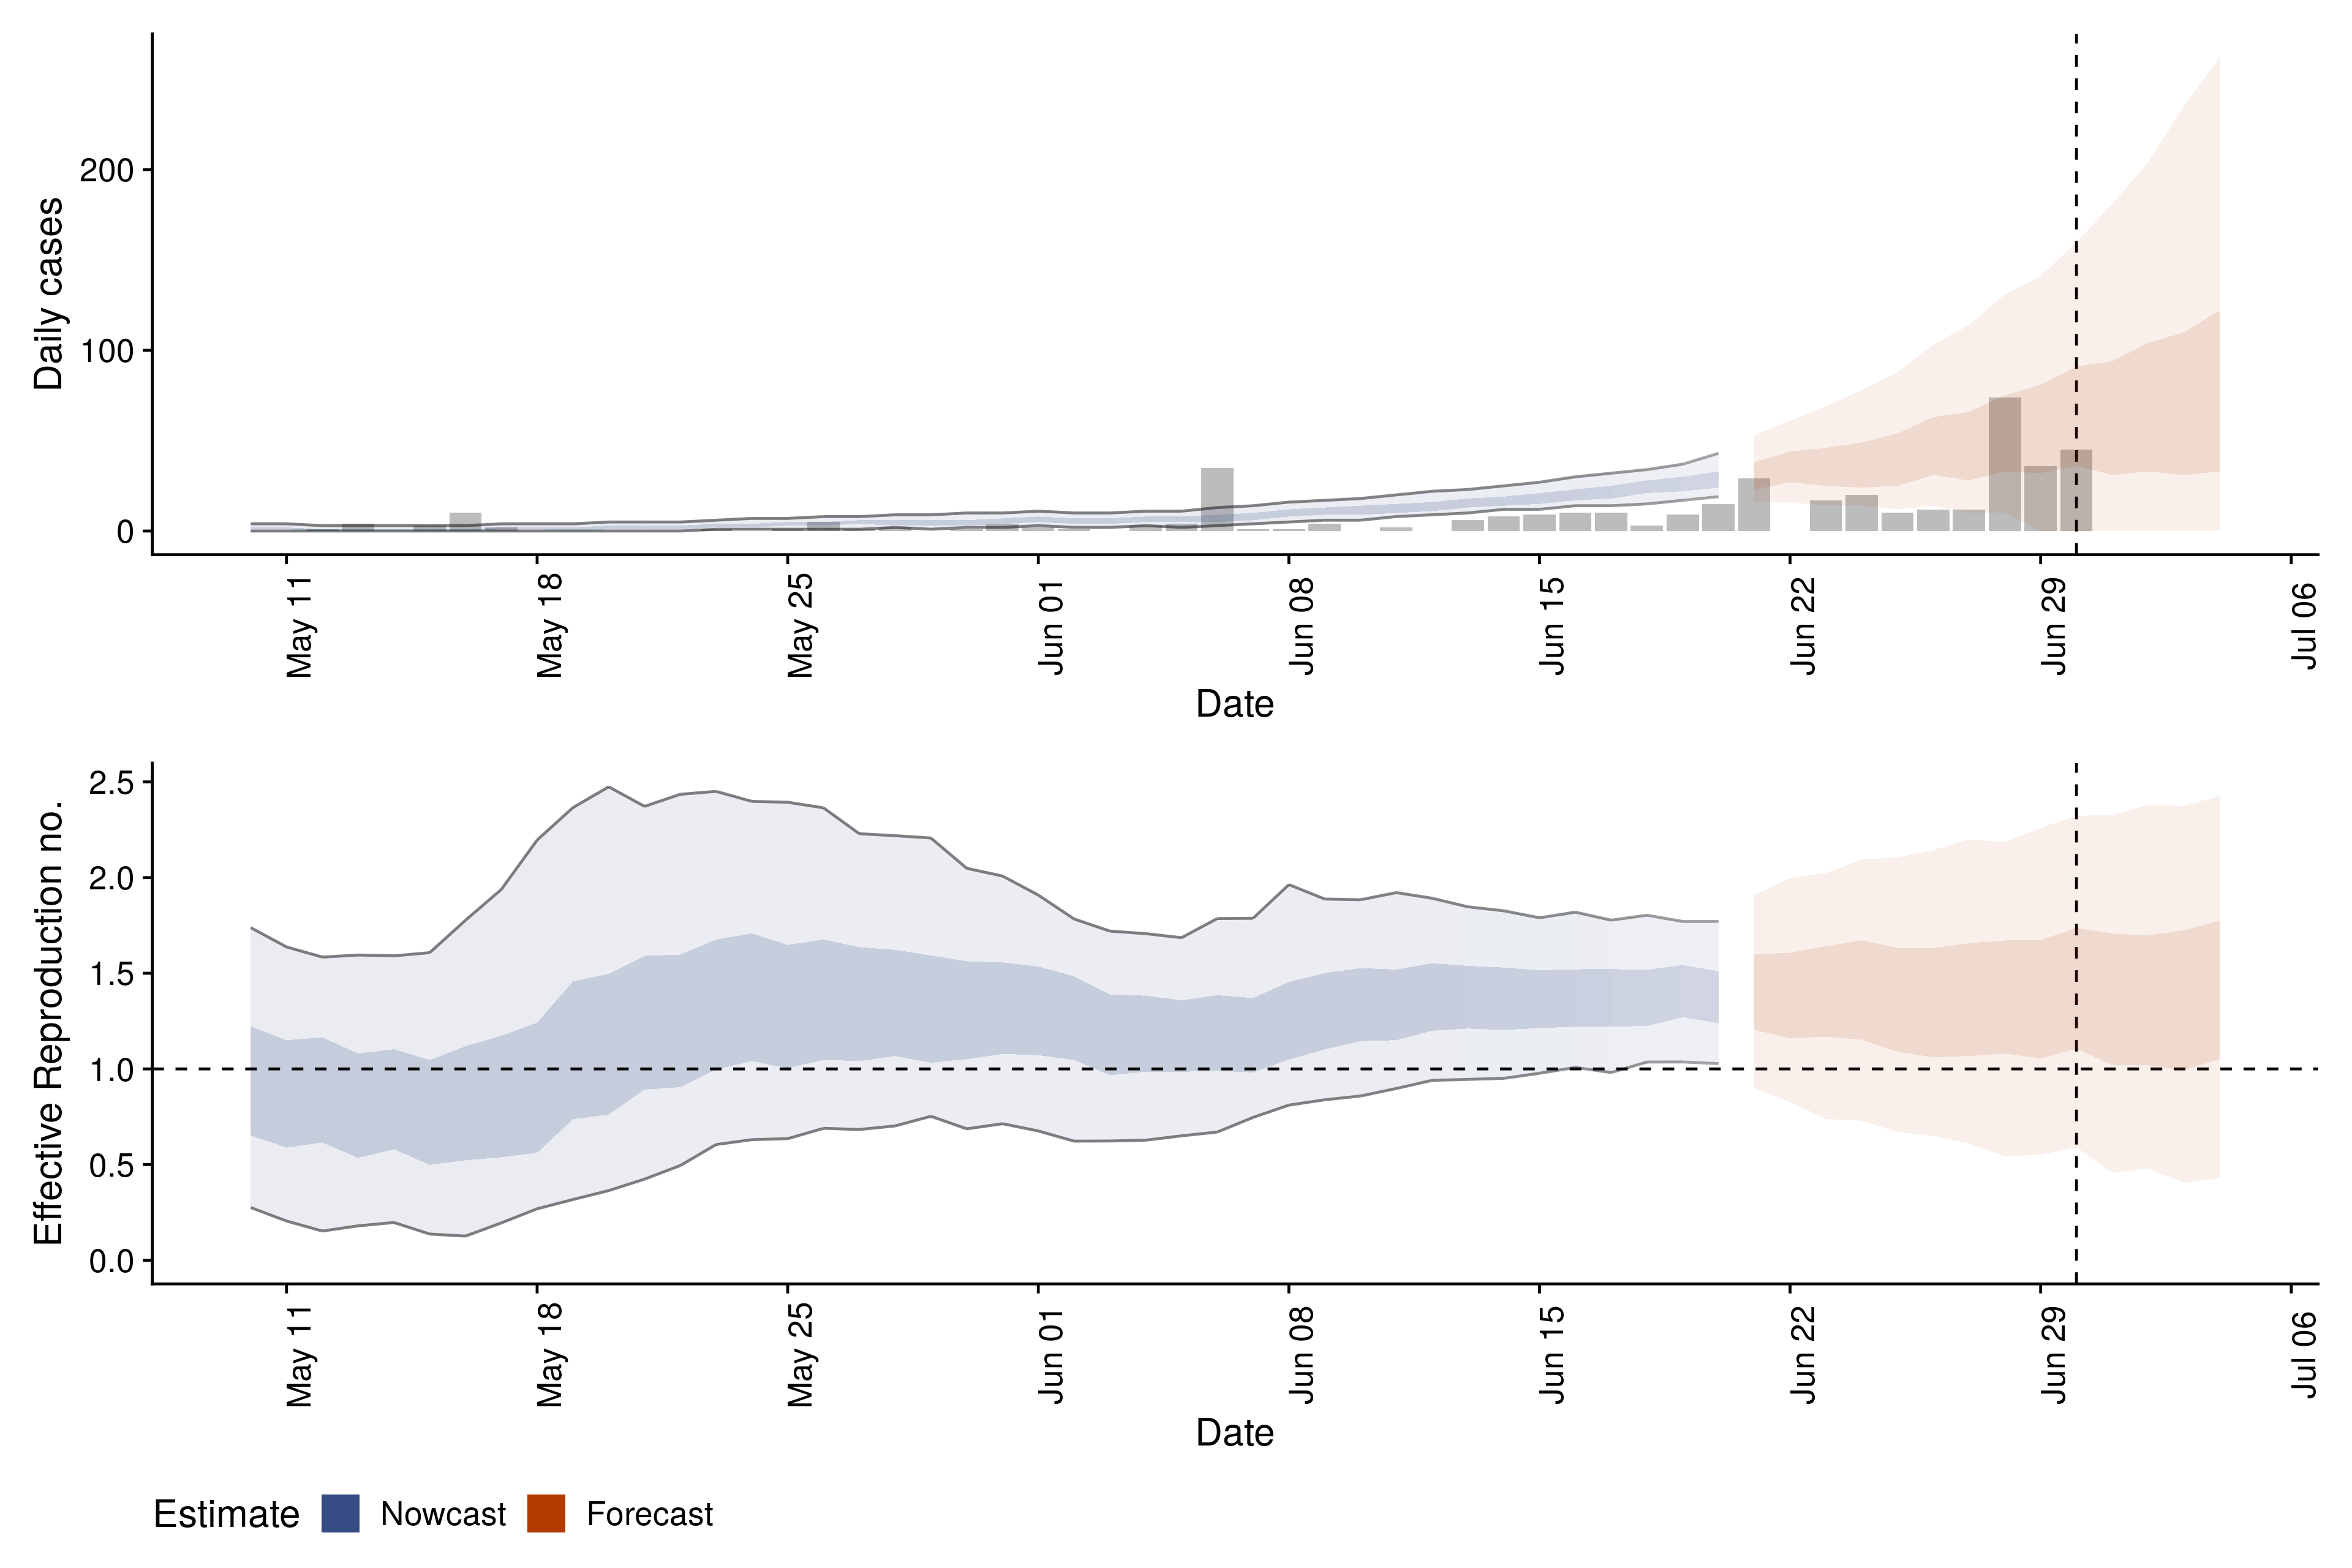 Daily cases
200
100
0
May 11
May 18
May 25
Jun 01
Jun 08
Jun 15
Jun 22
Jun 29
Jul 06
Date
Effective Reproduction no.
2.5
2.0
1.5
1.0
0.5
0.0
May 11
May 18
May 25
Jun 01
Jun 08
Jun 15
Jun 22
Jun 29
Jul 06
Date
Estimate Nowcast Forecast